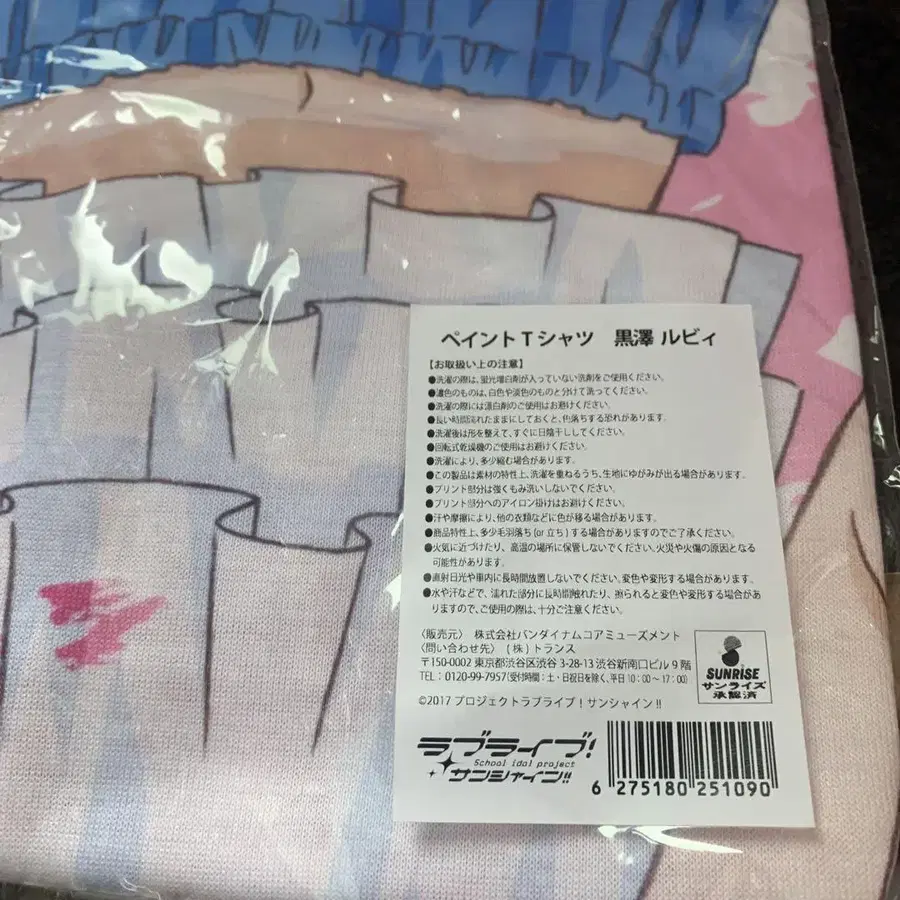 ペイントTシャツ　黒澤 ルビィ
【お取扱い上の注意】
●洗濯の際は、蛍光増白剤が入っていない洗剤をご使用ください。
●濃色のものは、白色や淡色のものと分けて洗ってください。
●洗濯の際には漂白剤のご使用はお避けください。
●長い時間濡れたままにしておくと、色落ちする恐れがあります。
●洗濯後は形を整えて、すぐに日陰干ししてください。
●回転式乾燥機のご使用はお避けください。
●洗濯により、多少縮む場合があります。
●この製品は素材の特性上、洗濯を重ねるうち、生地にゆがみが出る場合があります。
●プリント部分は強くもみ洗いしないでください。
●プリント部分へのアイロン掛けはお避けください。
●汗や摩擦により、他の衣類などに色が移る場合があります。
●商品特性上、多少毛羽落ち(or 立ち)する場合がありますのでご了承ください。
●火気に近づけたり、高温の場所に保管しないでください。火災や火傷の原因となる
可能性があります。
●直射日光や車内に長時間放置しないでください。変色や変形する場合があります。
●水や汗などで、濡れた部分に長時間触れたり、擦られると変色や変形する場合があ
りますので、ご使用の際は、十分ご注意ください。
〈販売元〉 株式会社バンダイナムコアミューズメント
〈問い合わせ先〉 (株)トランス
〒150-0002 東京都渋谷区渋谷 3-28-13 渋谷新南口ビル 9 階
TEL：0120-99-7957(受付時間：土・日祝日を除く、平日 10：00～17：00)
SUNRISE
サンライズ
承認済
©2017 プロジェクトラブライブ！サンシャイン!!
ラブライブ!
School idol project
サンシャイン!!
6 275180 251090